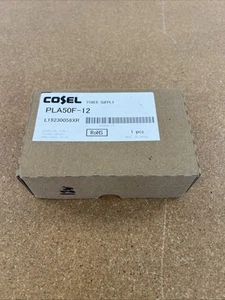 COSEL POWER SUPPLY
PLA50F-12
L19230058XR
RoHS
1 pcs